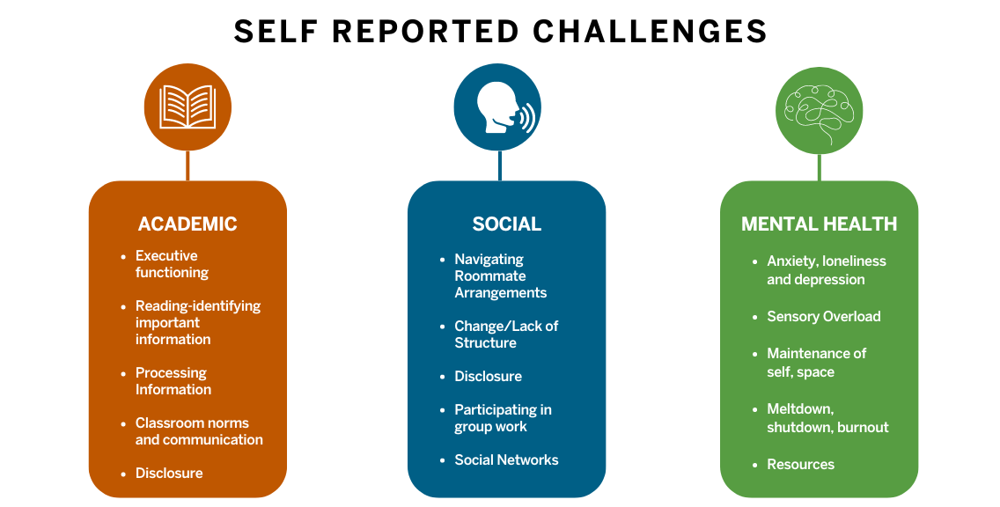 SELF REPORTED CHALLENGES
ACADEMIC
• Executive
functioning
• Reading-identifying
important
information
• Processing
Information
• Classroom norms
and communication
• Disclosure
SOCIAL
• Navigating
Roommate
Arrangements
• Change/Lack of
Structure
• Disclosure
• Participating in
group work
• Social Networks
MENTAL HEALTH
• Anxiety, loneliness
and depression
• Sensory Overload
• Maintenance of
self, space
• Meltdown,
shutdown, burnout
• Resources